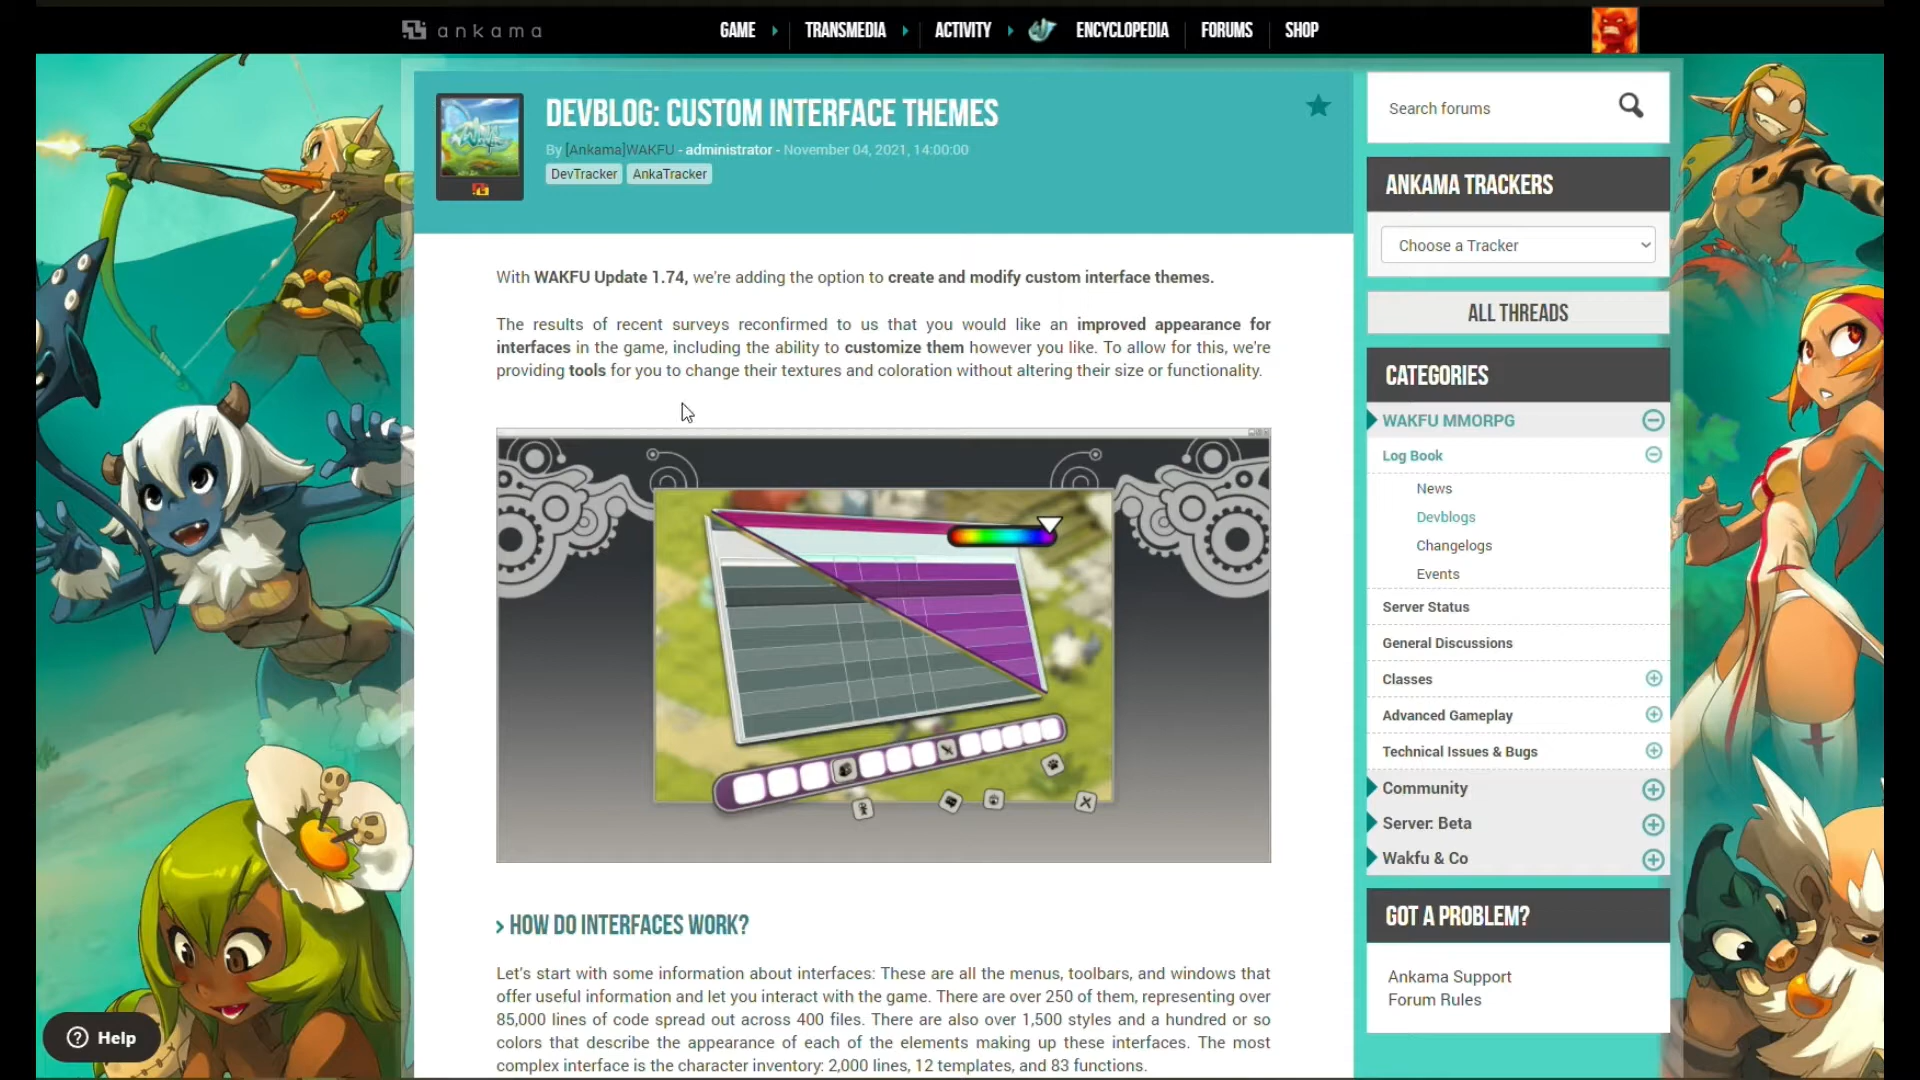 ankama
GAME
TRANSMEDIA
ACTIVITY
ENCYCLOPEDIA
FORUMS
SHOP
DEVBLOG: CUSTOM INTERFACE THEMES
By [Ankama]WAKFU - administrator - November 04, 2021, 14:00:00
DevTracker
AnkaTracker
With WAKFU Update 1.74, we're adding the option to create and modify custom interface themes.
The results of recent surveys reconfirmed to us that you would like an improved appearance for
interfaces in the game, including the ability to customize them however you like. To allow for this, we're
providing tools for you to change their textures and coloration without altering their size or functionality.
› HOW DO INTERFACES WORK?
Let's start with some information about interfaces: These are all the menus, toolbars, and windows that
offer useful information and let you interact with the game. There are over 250 of them, representing over
85,000 lines of code spread out across 400 files. There are also over 1,500 styles and a hundred or so
colors that describe the appearance of each of the elements making up these interfaces. The most
complex interface is the character inventory: 2,000 lines, 12 templates, and 83 functions.
Search forums
ANKAMA TRACKERS
Choose a Tracker
ALL THREADS
CATEGORIES
WAKFU MMORPG
Log Book
News
Devblogs
Changelogs
Events
Server Status
General Discussions
Classes
Advanced Gameplay
Technical Issues & Bugs
Community
Server: Beta
Wakfu & Co
GOT A PROBLEM?
Ankama Support
Forum Rules
Help